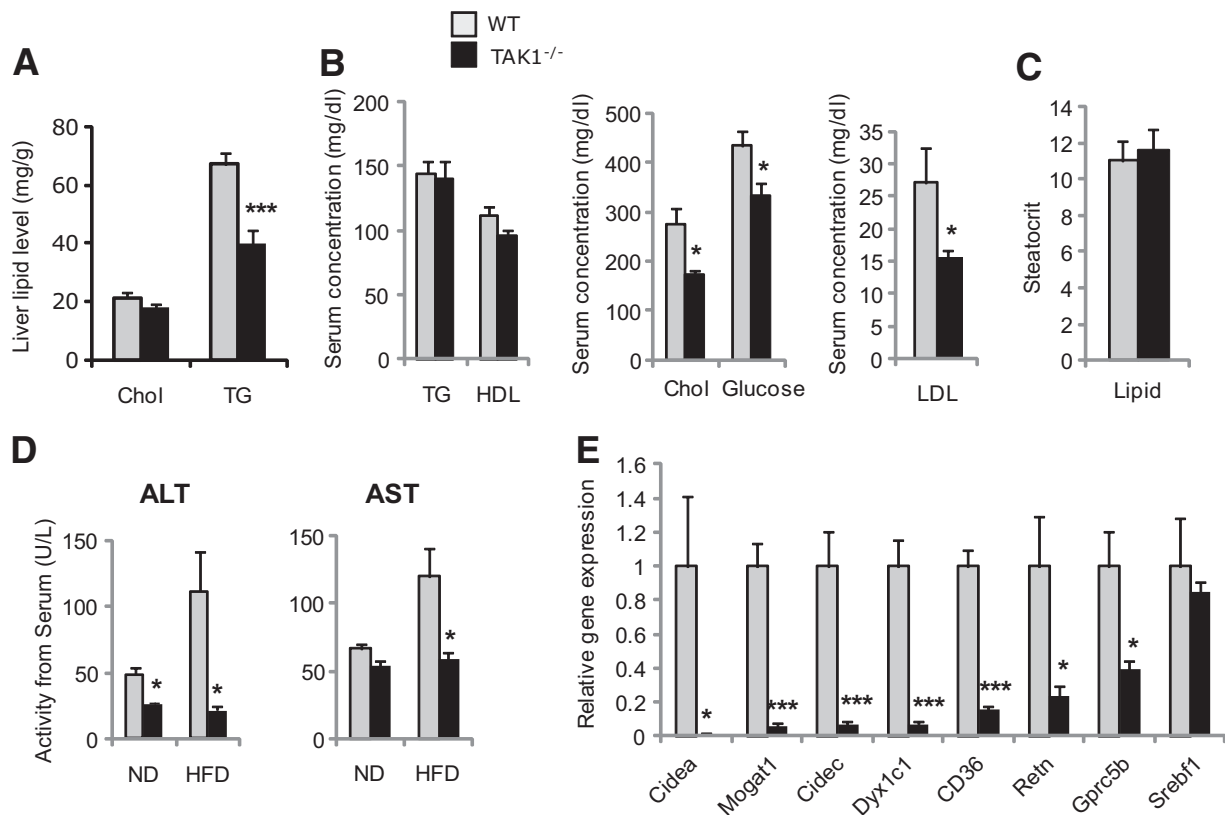 WT
TAK1-/-
A
Liver lipid level (mg/g)
80
60
40
20
0
***
Chol TG
B
Serum concentration (mg/dl)
200
150
100
50
0
TG HDL
Serum concentration (mg/dl)
500
400
300
200
100
0
*
*
Chol Glucose
Serum concentration (mg/dl)
35
30
25
20
15
10
5
0
*
LDL
C
Steatocrit
14
12
10
8
6
4
2
0
Lipid
D
ALT
Activity from Serum (U/L)
150
100
50
0
*
*
ND HFD
AST
150
100
50
0
*
ND HFD
E
Relative gene expression
1.6
1.4
1.2
1
0.8
0.6
0.4
0.2
0
*
***
***
***
***
*
*
Cidea
Mogat1
Cidec
Dyx1c1
CD36
Retn
Gprc5b
Srebf1